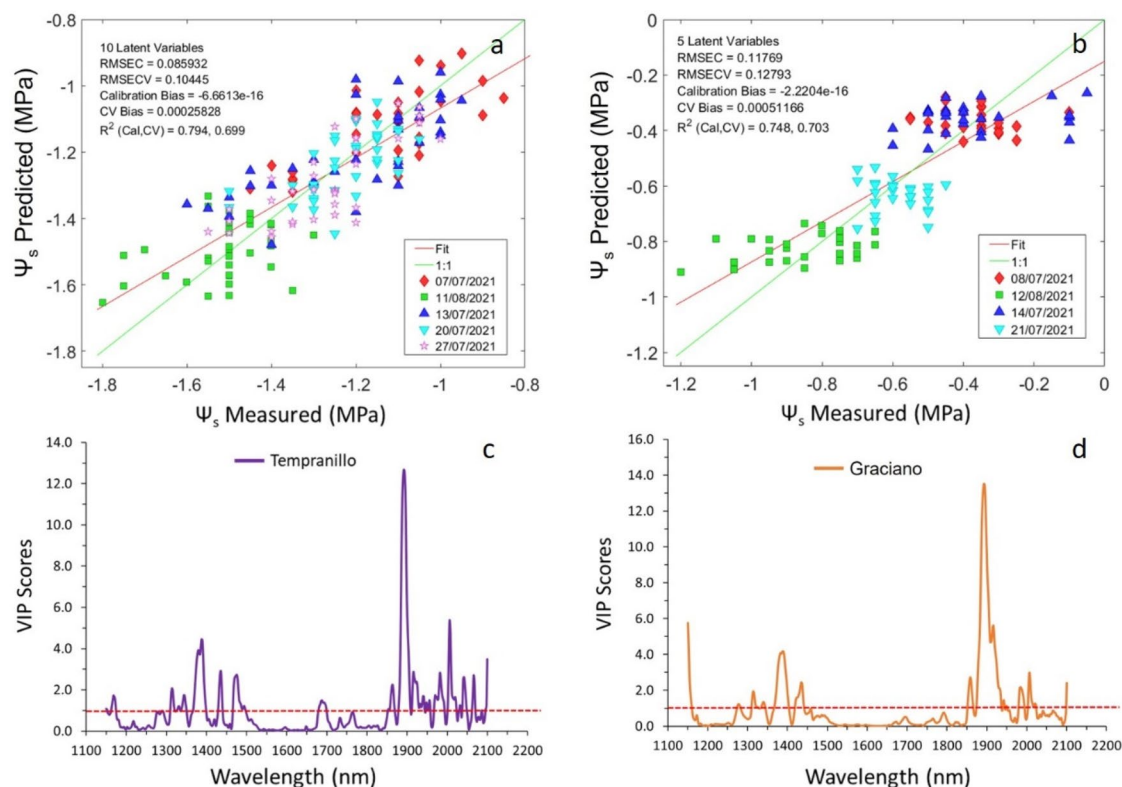 a
10 Latent Variables
RMSEC = 0.085932
RMSECV = 0.10445
Calibration Bias = -6.6613e-16
CV Bias = 0.00025828
R² (Cal,CV) = 0.794, 0.699
Ψs Predicted (MPa)
-0.8
-1
-1.2
-1.4
-1.6
-1.8
Fit
1:1
07/07/2021
11/08/2021
13/07/2021
20/07/2021
27/07/2021
-1.8 -1.6 -1.4 -1.2 -1 -0.8
Ψs Measured (MPa)
b
5 Latent Variables
RMSEC = 0.11769
RMSECV = 0.12793
Calibration Bias = -2.2204e-16
CV Bias = 0.00051166
R² (Cal,CV) = 0.748, 0.703
Ψs Predicted (MPa)
0
-0.2
-0.4
-0.6
-0.8
-1
-1.2
Fit
1:1
08/07/2021
12/08/2021
14/07/2021
21/07/2021
-1.2 -1 -0.8 -0.6 -0.4 -0.2 0
Ψs Measured (MPa)
c
Tempranillo
VIP Scores
14.0
12.0
10.0
8.0
6.0
4.0
2.0
0.0
1100 1200 1300 1400 1500 1600 1700 1800 1900 2000 2100 2200
Wavelength (nm)
d
Graciano
VIP Scores
16.0
14.0
12.0
10.0
8.0
6.0
4.0
2.0
0.0
1100 1200 1300 1400 1500 1600 1700 1800 1900 2000 2100 2200
Wavelength (nm)